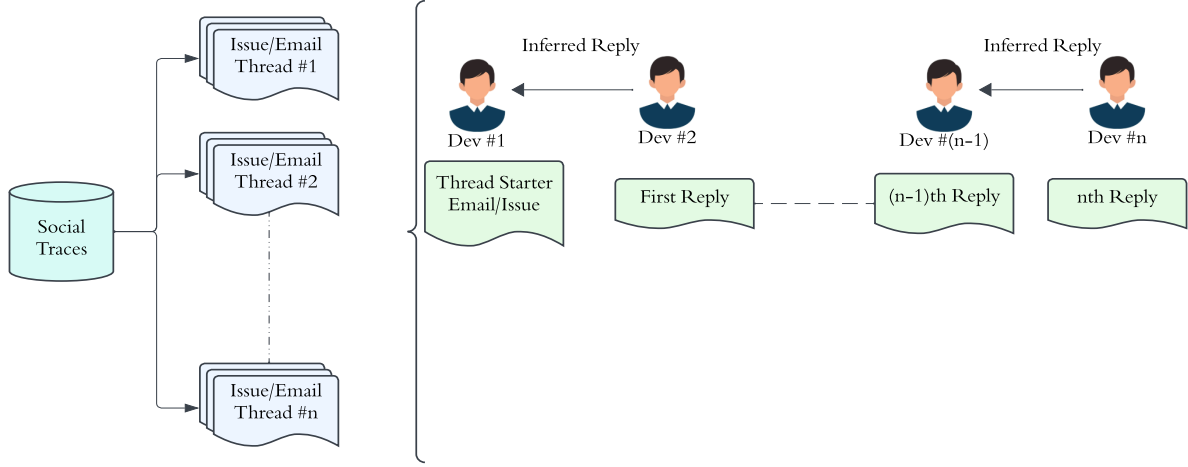 Social
Traces
Issue/Email
Thread #1
Issue/Email
Thread #2
Issue/Email
Thread #n
Inferred Reply
Dev #1
Dev #2
Thread Starter
Email/Issue
First Reply
Inferred Reply
Dev #(n-1)
Dev #n
(n-1)th Reply
nth Reply